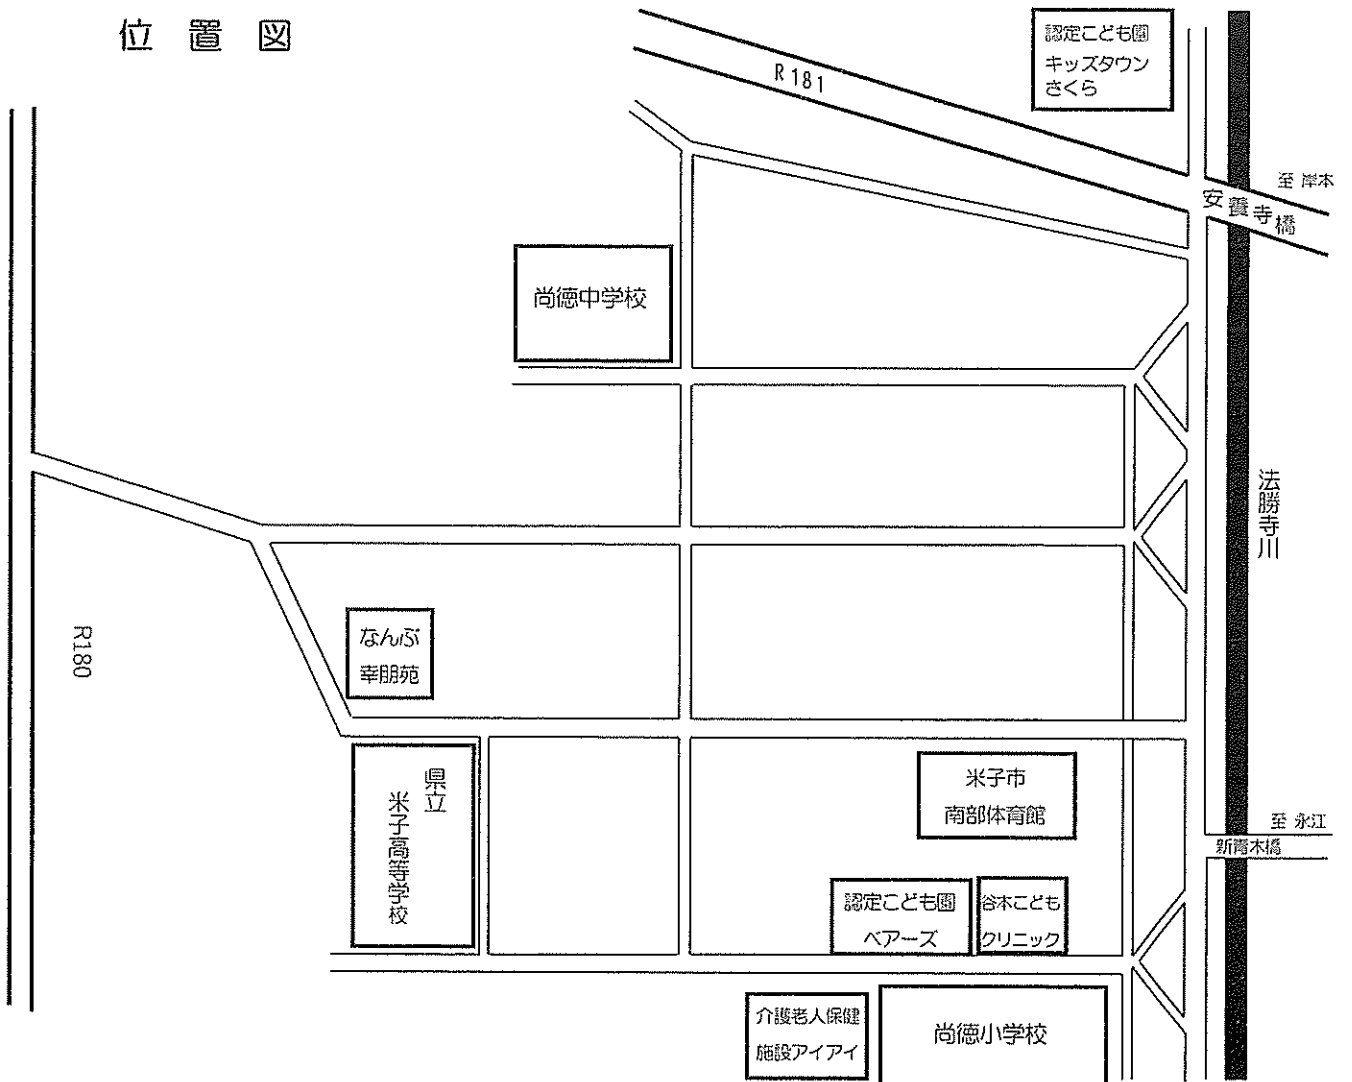 位置図
認定こども園
キッズタウン
さくら
R181
至 岸本
安養寺橋
尚徳中学校
法勝寺川
なんぶ
幸朋苑
R180
県立
米子高等学校
米子市
南部体育館
至 永江
新青木橋
認定こども園
ベアーズ
谷本こども
クリニック
介護老人保健
施設アイアイ
尚徳小学校